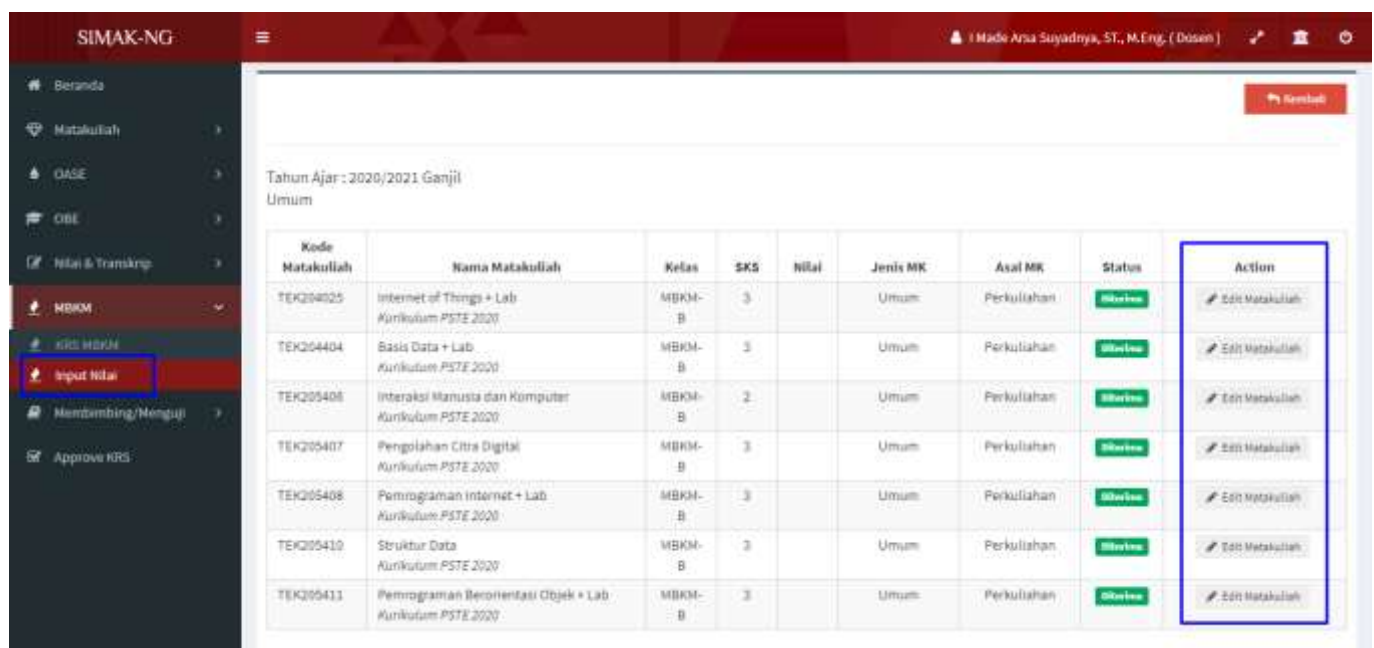 SIMAK-NG
I Made Arsa Suyadnya, ST., M.Eng. ( Dosen )
Beranda
Matakuliah
OASE
OBE
Nilai & Transkrip
MBKM
KRS MBKM
Input Nilai
Membimbing/Menguji
Approve KRS
Kembali
Tahun Ajar : 2020/2021 Ganjil
Umum
Kode Matakuliah Nama Matakuliah Kelas SKS Nilai Jenis MK Asal MK Status Action
TEK204025 Internet of Things + Lab MBKM- 3 Umum Perkuliahan Diterima Edit Matakuliah
Kurikulum PSTE 2020 B
TEK204404 Basis Data + Lab MBKM- 3 Umum Perkuliahan Diterima Edit Matakuliah
Kurikulum PSTE 2020 B
Interaksi Manusia dan Komputer MBKM- 2 Umum Perkuliahan Diterima Edit Matakuliah
Kurikulum PSTE 2020 B
TEK205407 Pengolahan Citra Digital MBKM- 3 Umum Perkuliahan Diterima Edit Matakuliah
Kurikulum PSTE 2020 B
TEK205408 Pemrograman Internet + Lab MBKM- 3 Umum Perkuliahan Diterima Edit Matakuliah
Kurikulum PSTE 2020 B
TEK205410 Struktur Data MBKM- 3 Umum Perkuliahan Diterima Edit Matakuliah
Kurikulum PSTE 2020 B
TEK205411 Pemrograman Berorientasi Objek + Lab MBKM- 3 Umum Perkuliahan Diterima Edit Matakuliah
Kurikulum PSTE 2020 B